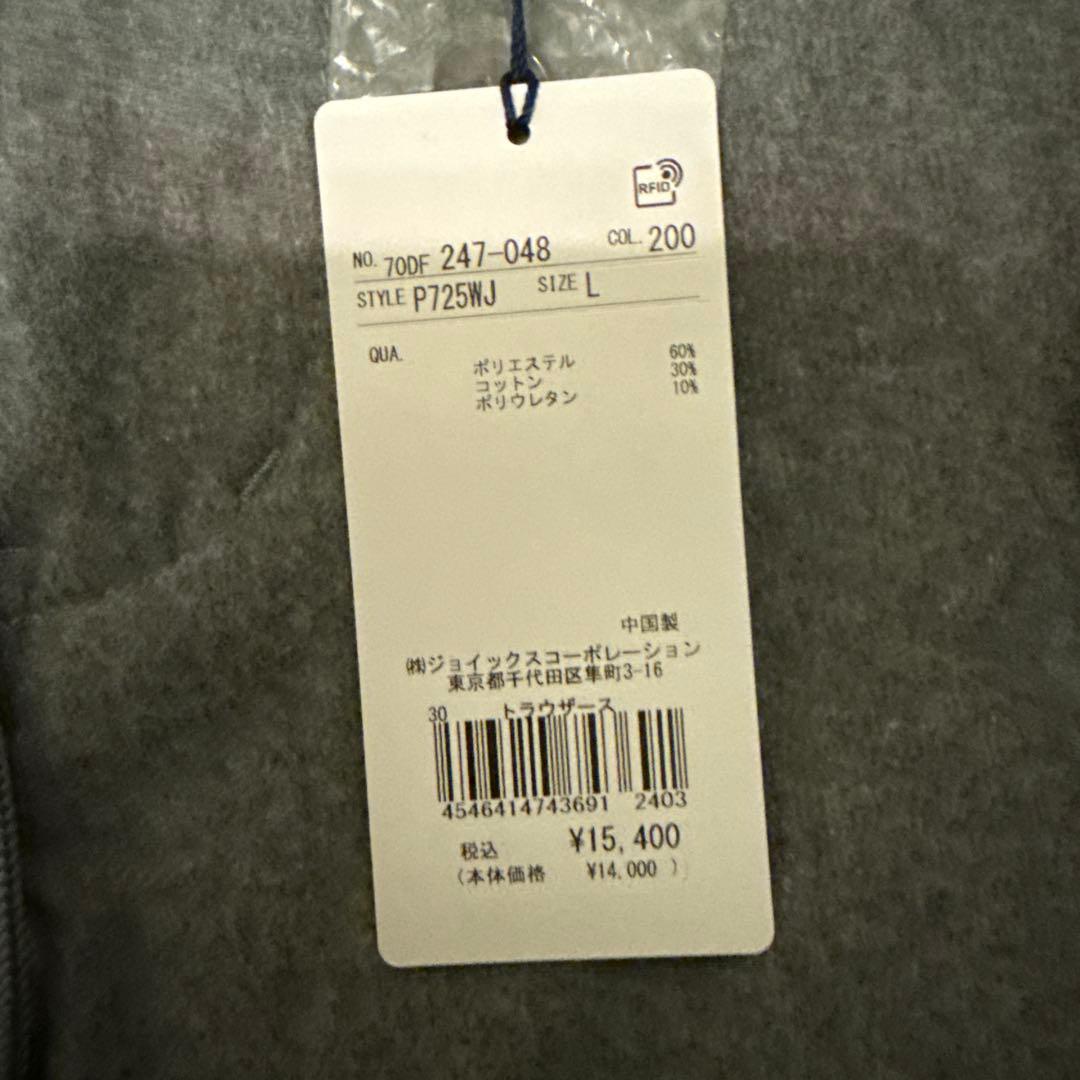 RFID
NO. 70DF 247-048 COL. 200
STYLE P725WJ SIZE L
QUA.
ポリエステル 60%
コットン 30%
ポリウレタン 10%
中国製
㈱ジョイックスコーポレーション
東京都千代田区隼町3-16
30 トラウザース
4546414743691 2403
税込 ¥15,400
(本体価格 ¥14,000 )